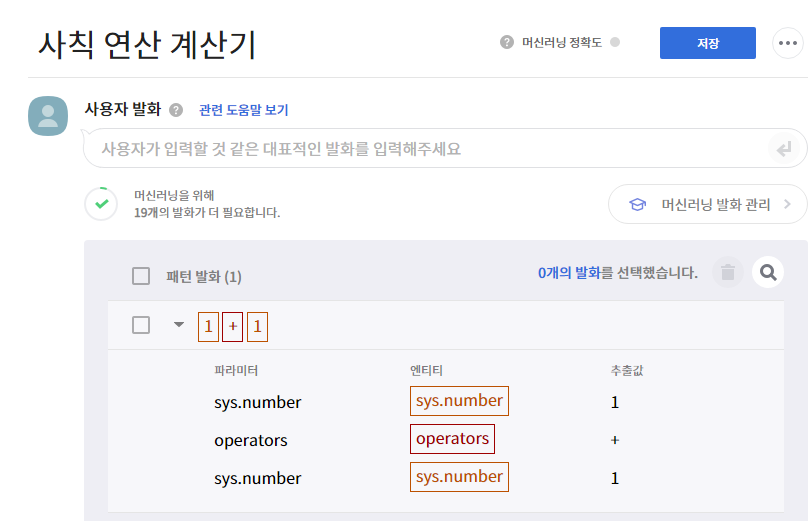 사칙 연산 계산기
? 머신러닝 정확도
저장
사용자 발화 ? 관련 도움말 보기
사용자가 입력할 것 같은 대표적인 발화를 입력해주세요
머신러닝을 위해
19개의 발화가 더 필요합니다.
머신러닝 발화 관리
패턴 발화 (1)
0개의 발화를 선택했습니다.
1 + 1
파라미터 엔티티 추출값
sys.number sys.number 1
operators operators +
sys.number sys.number 1